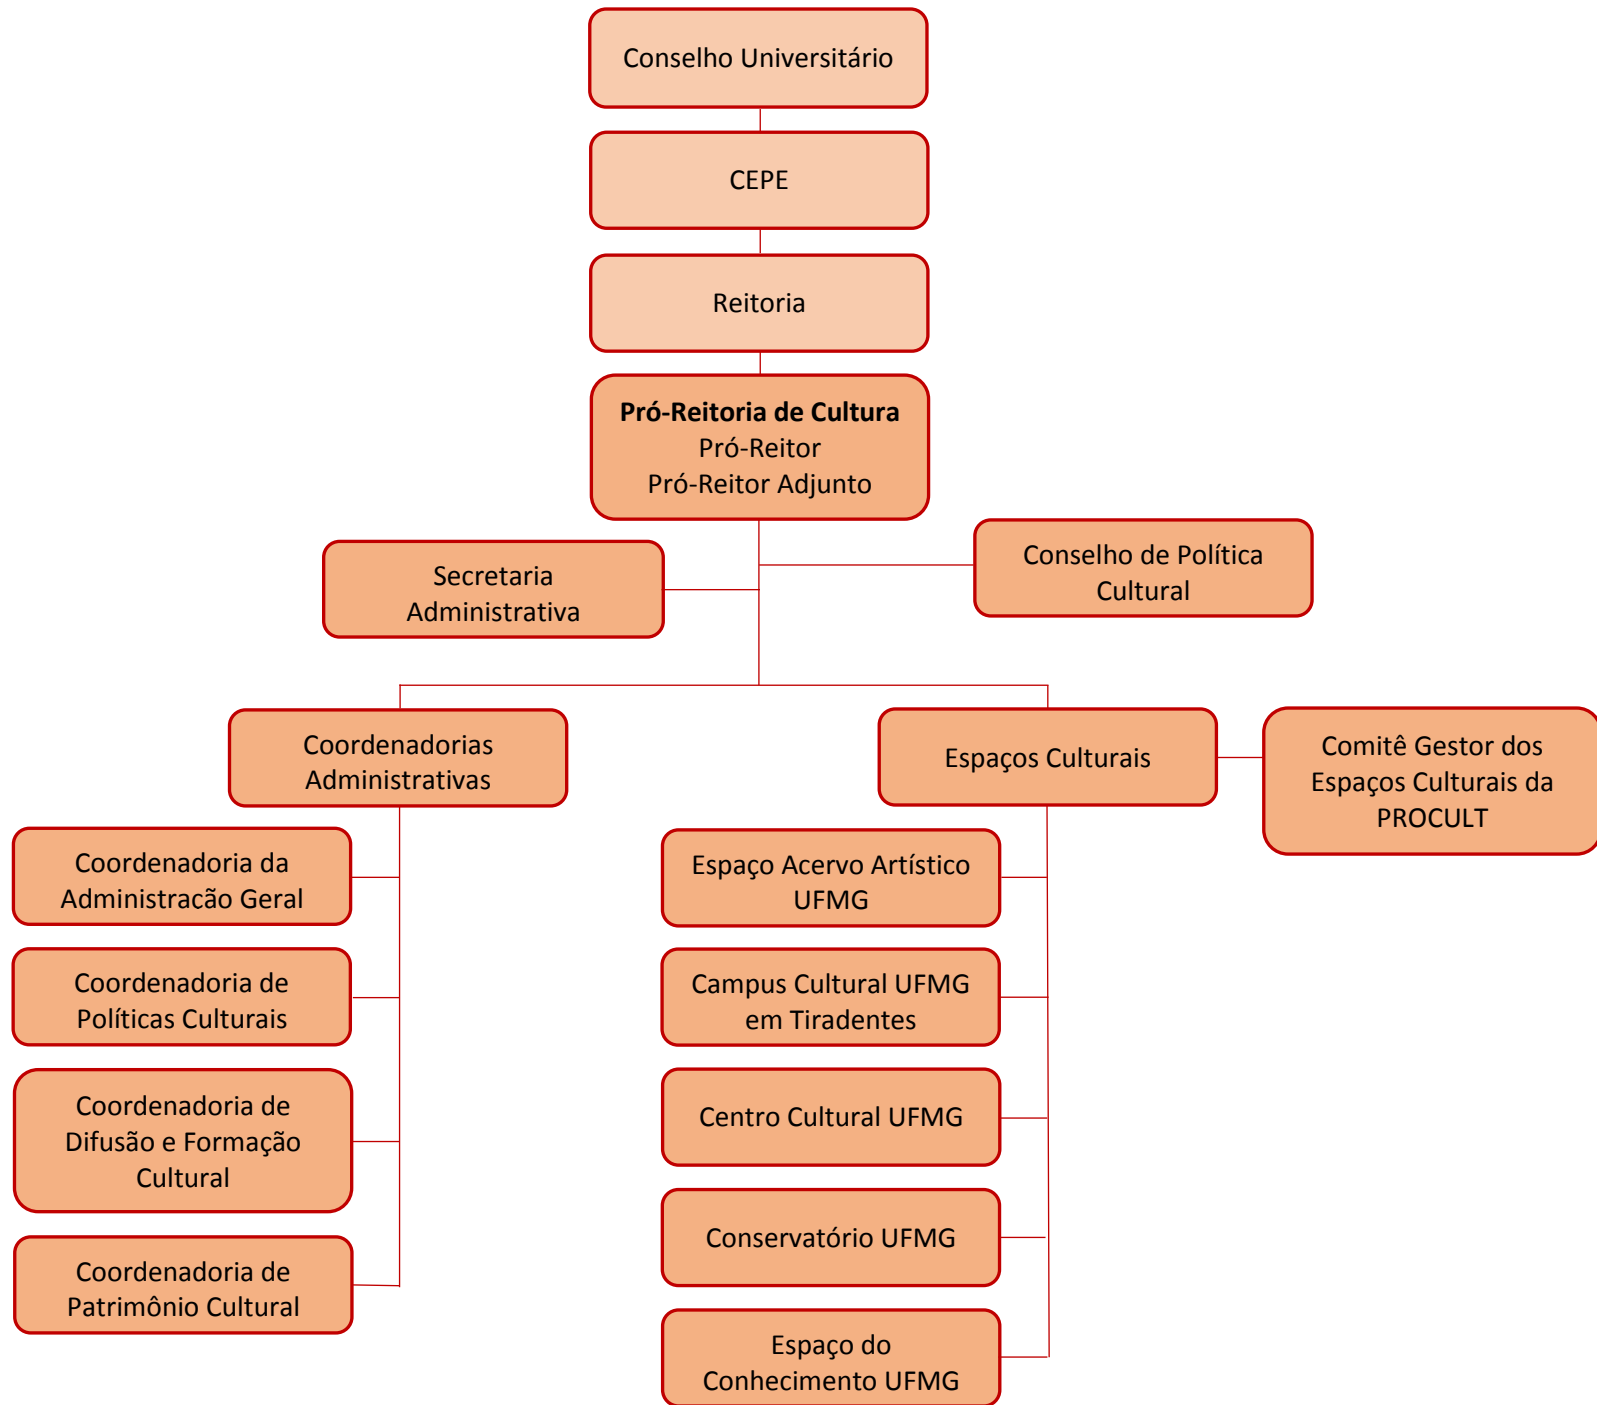 Conselho Universitário
CEPE
Reitoria
Pró-Reitoria de Cultura
Pró-Reitor
Pró-Reitor Adjunto
Secretaria
Administrativa
Conselho de Política
Cultural
Coordenadorias
Administrativas
Espaços Culturais
Comitê Gestor dos
Espaços Culturais da
PROCULT
Coordenadoria da
Administracão Geral
Coordenadoria de
Políticas Culturais
Coordenadoria de
Difusão e Formação
Cultural
Coordenadoria de
Patrimônio Cultural
Espaço Acervo Artístico
UFMG
Campus Cultural UFMG
em Tiradentes
Centro Cultural UFMG
Conservatório UFMG
Espaço do
Conhecimento UFMG